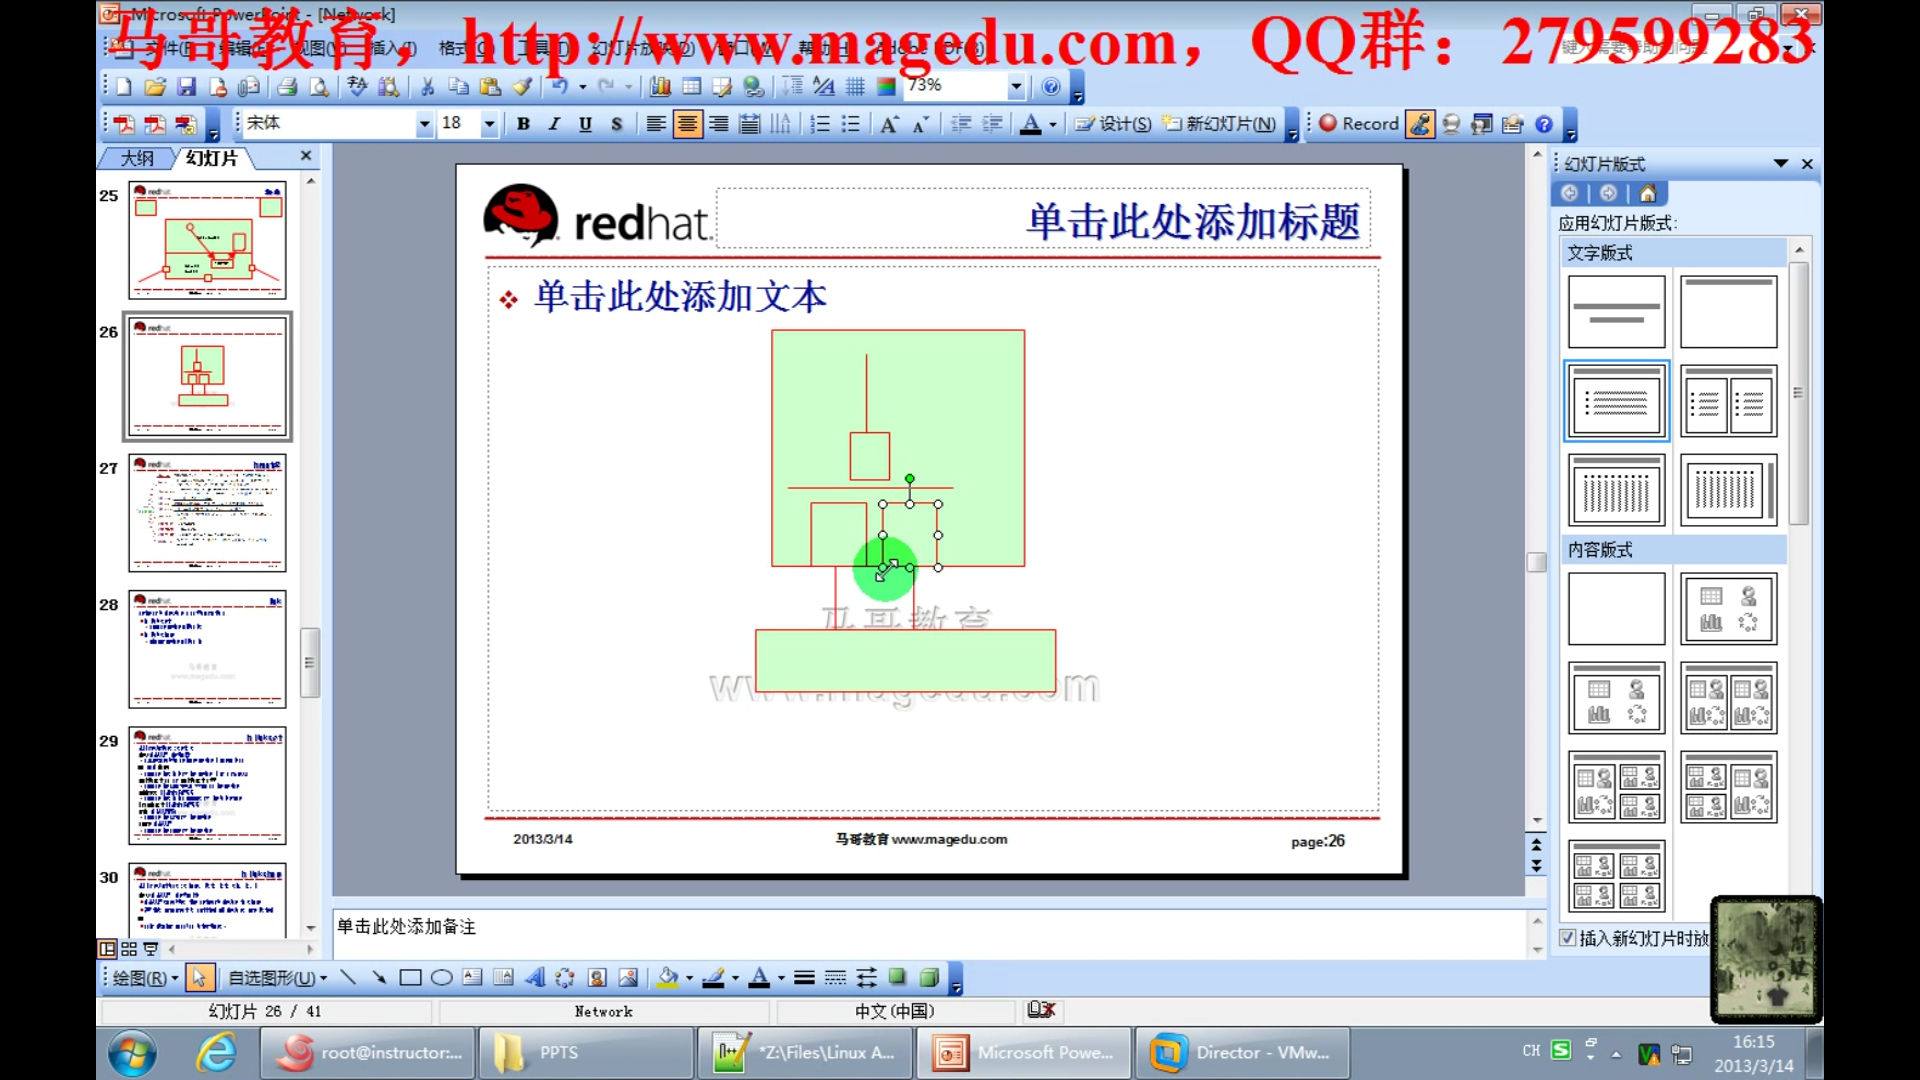 马哥教育, http://www.magedu.com, QQ群: 279599283
Microsoft PowerPoint - [Network]
73%
宋体
18
B I U S
设计(S)
新幻灯片(N)
Record
大纲
幻灯片
幻灯片版式
应用幻灯片版式:
文字版式
内容版式
25
26
27
28
29
30
redhat.
单击此处添加标题
单击此处添加文本
马哥教育
www.magedu.com
2013/3/14
马哥教育 www.magedu.com
page:26
单击此处添加备注
插入新幻灯片时放
绘图(R)
自选图形(U)
幻灯片 26 / 41
Network
中文(中国)
root@instructor:...
PPTS
*Z:\Files\Linux A...
Microsoft Powe...
Director - VMw...
CH
16:15
2013/3/14